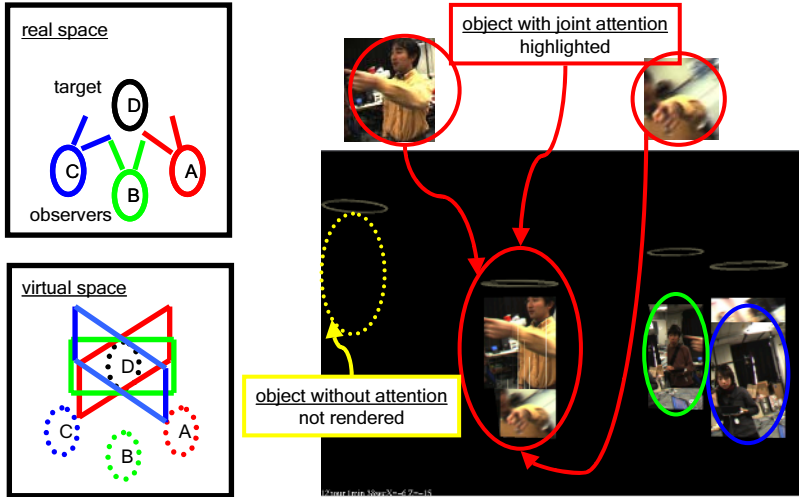 real space
target
D
C
A
B
observers
virtual space
D
C
A
B
object with joint attention
highlighted
object without attention
not rendered